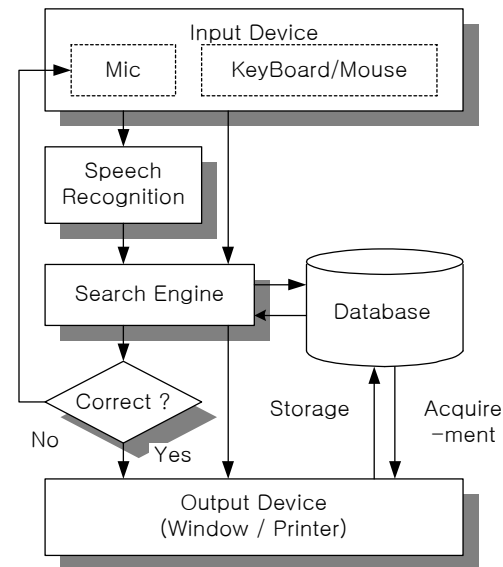 Input Device
Mic
KeyBoard/Mouse
Speech
Recognition
Search Engine
Database
Correct ?
No
Yes
Storage
Acquire
-ment
Output Device
(Window / Printer)